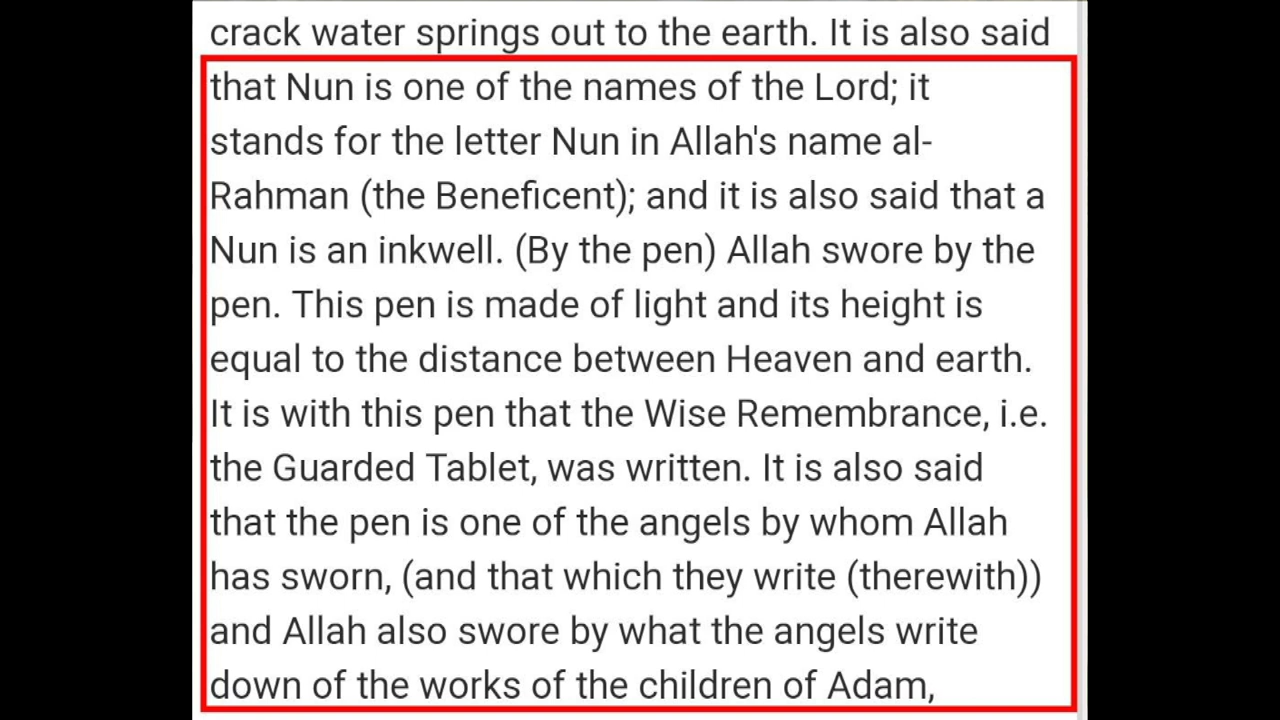 crack water springs out to the earth. It is also said
that Nun is one of the names of the Lord; it
stands for the letter Nun in Allah's name al-
Rahman (the Beneficent); and it is also said that a
Nun is an inkwell. (By the pen) Allah swore by the
pen. This pen is made of light and its height is
equal to the distance between Heaven and earth.
It is with this pen that the Wise Remembrance, i.e.
the Guarded Tablet, was written. It is also said
that the pen is one of the angels by whom Allah
has sworn, (and that which they write (therewith))
and Allah also swore by what the angels write
down of the works of the children of Adam,